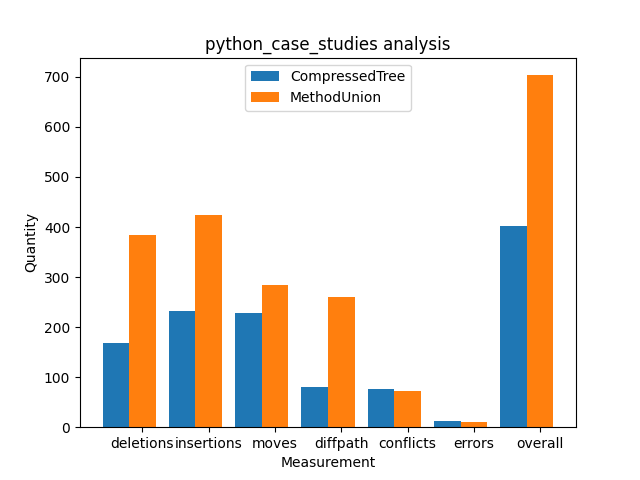 python_case_studies analysis
CompressedTree
MethodUnion
Quantity
700
600
500
400
300
200
100
0
deletions insertions moves diffpath conflicts errors overall
Measurement